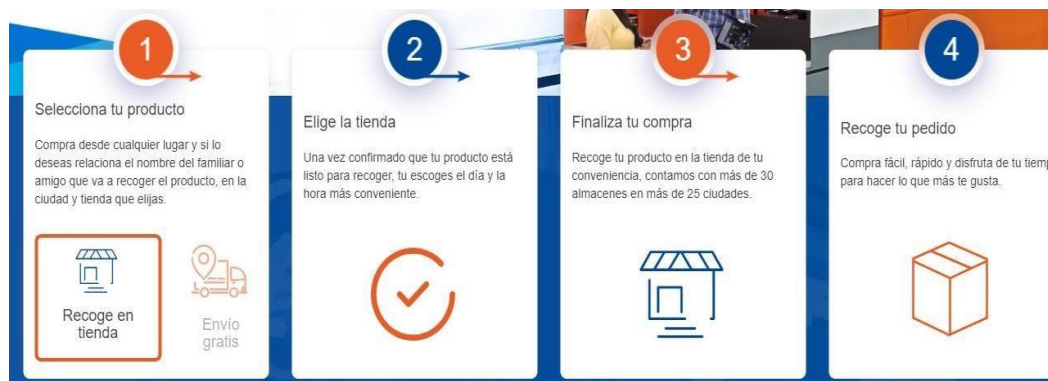 1
Selecciona tu producto
Compra desde cualquier lugar y si lo
deseas relaciona el nombre del familiar o
amigo que va a recoger el producto, en la
ciudad y tienda que elijas.
Recoge en
tienda
Envío
gratis
2
Elige la tienda
Una vez confirmado que tu producto está
listo para recoger, tu escoges el día y la
hora más conveniente.
3
Finaliza tu compra
Recoge tu producto en la tienda de tu
conveniencia, contamos con más de 30
almacenes en más de 25 ciudades.
4
Recoge tu pedido
Compra fácil, rápido y disfruta de tu
para hacer lo que más te gusta.